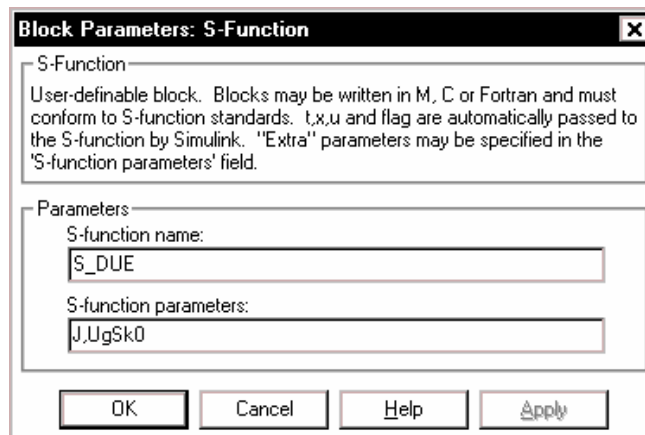 Block Parameters: S-Function
S-Function
User-definable block. Blocks may be written in M, C or Fortran and must
conform to S-function standards. t,x,u and flag are automatically passed to
the S-function by Simulink. "Extra" parameters may be specified in the
'S-function parameters' field.
Parameters
S-function name:
S_DUE
S-function parameters:
J,UgSk0
OK
Cancel
Help
Apply